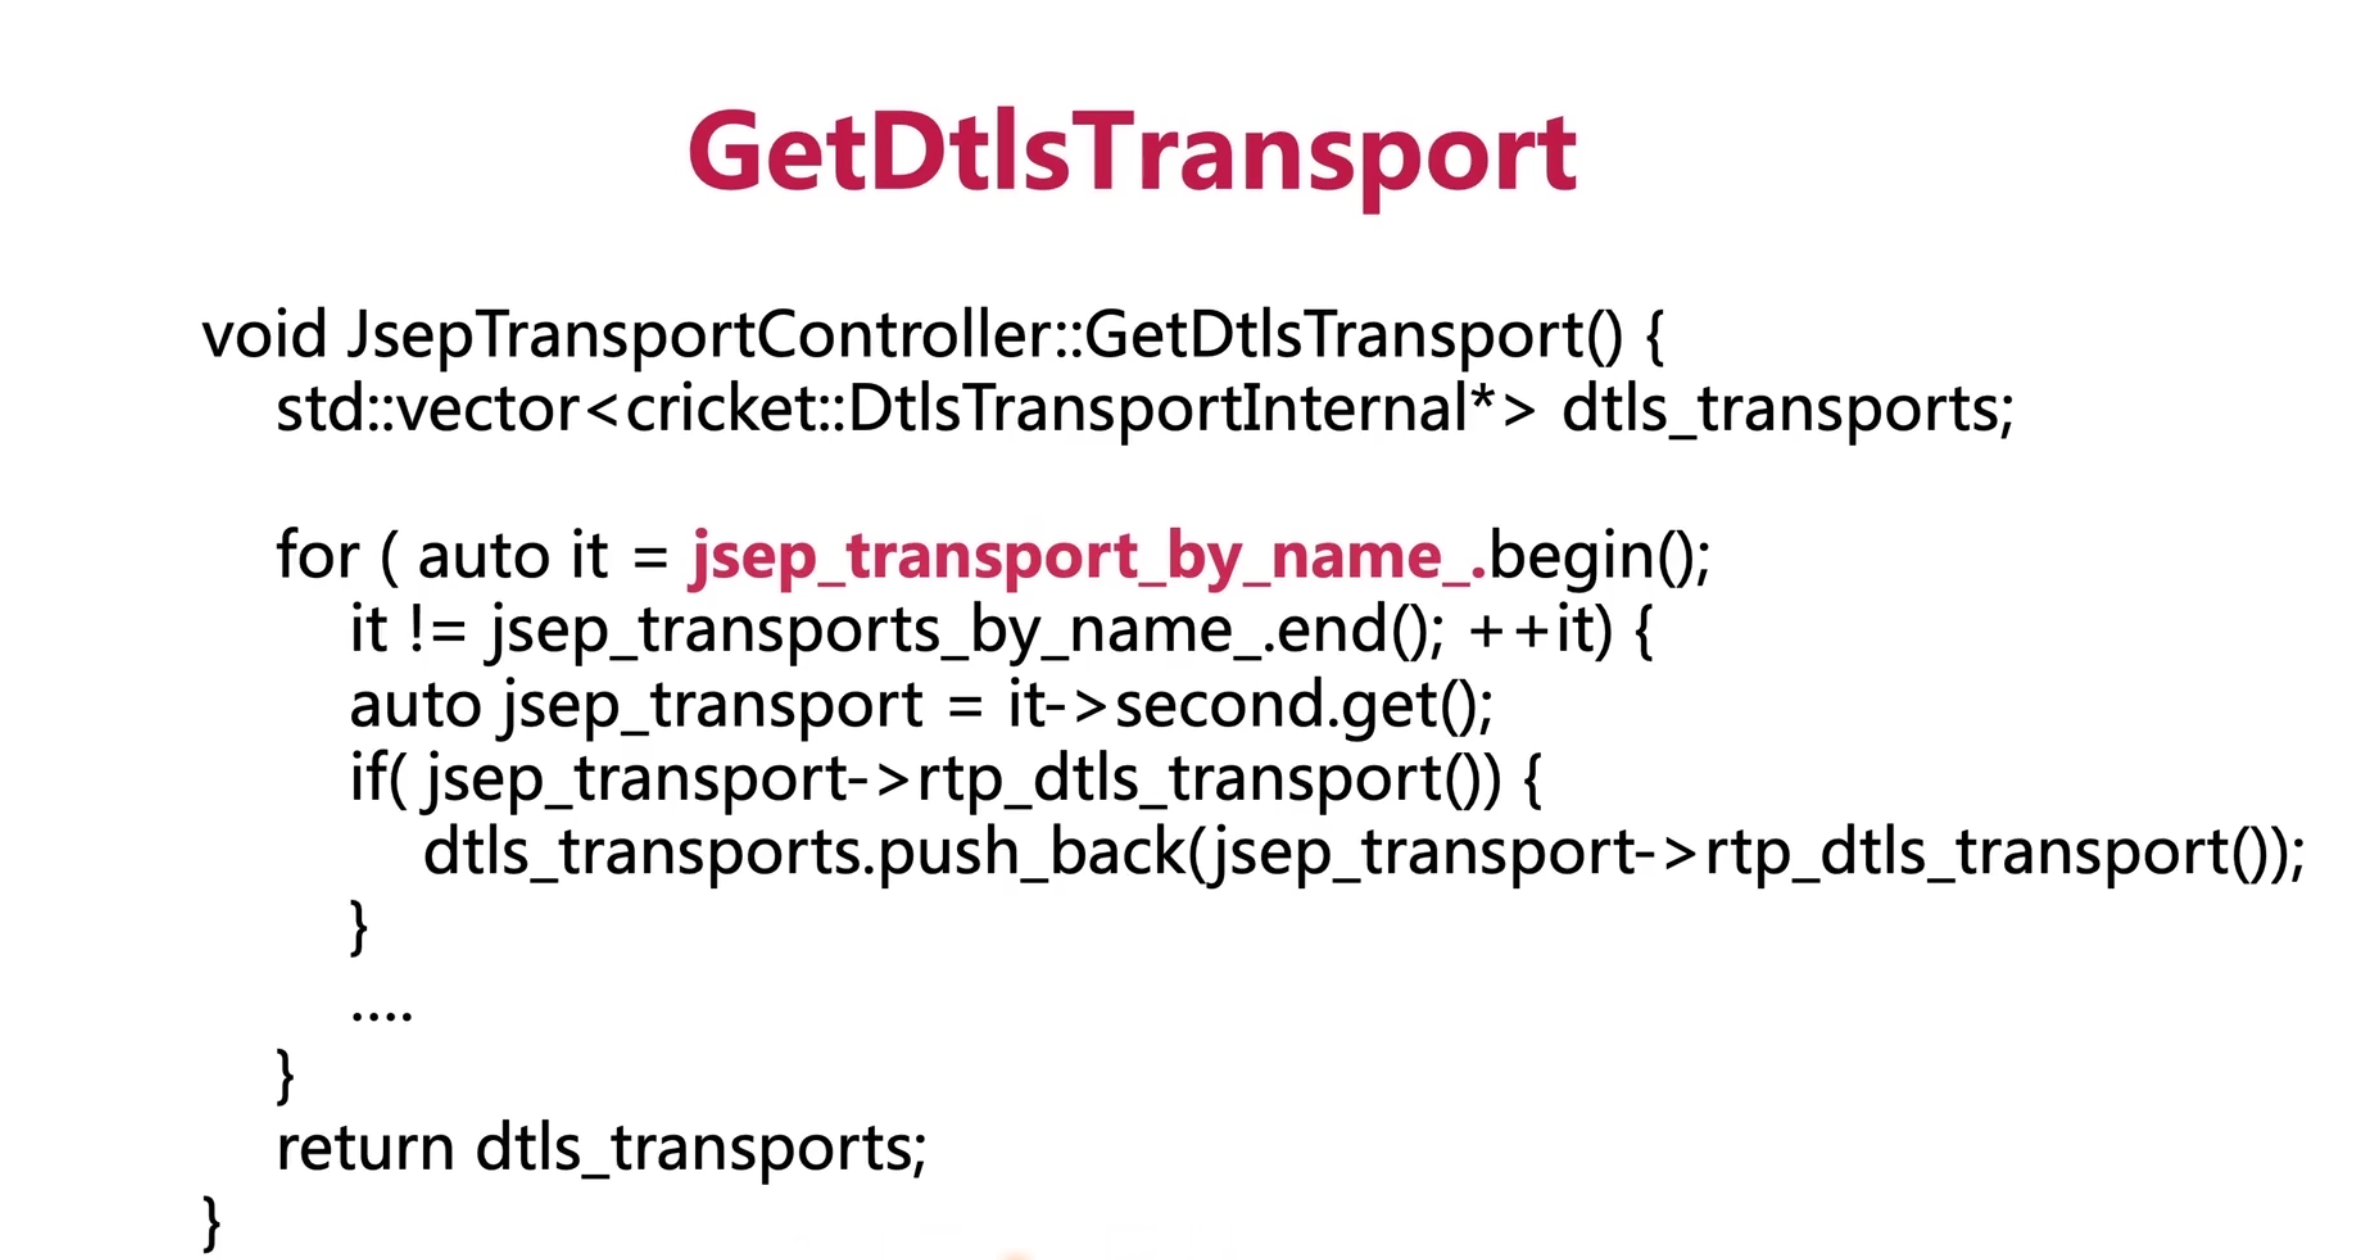 GetDtlsTransport
void JsepTransportController::GetDtlsTransport() {
std::vector<cricket::DtlsTransportInternal*> dtls_transports;
for ( auto it = jsep_transport_by_name_.begin();
it != jsep_transports_by_name_.end(); ++it) {
auto jsep_transport = it->second.get();
if( jsep_transport->rtp_dtls_transport()) {
dtls_transports.push_back(jsep_transport->rtp_dtls_transport());
}
....
}
return dtls_transports;
}